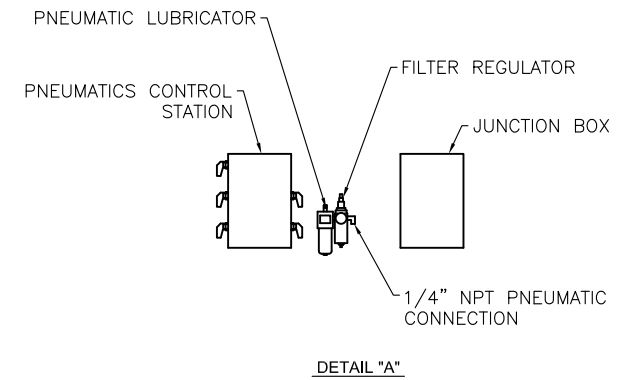 PNEUMATIC LUBRICATOR
FILTER REGULATOR
PNEUMATICS CONTROL
STATION
JUNCTION BOX
1/4” NPT PNEUMATIC
CONNECTION
DETAIL "A"